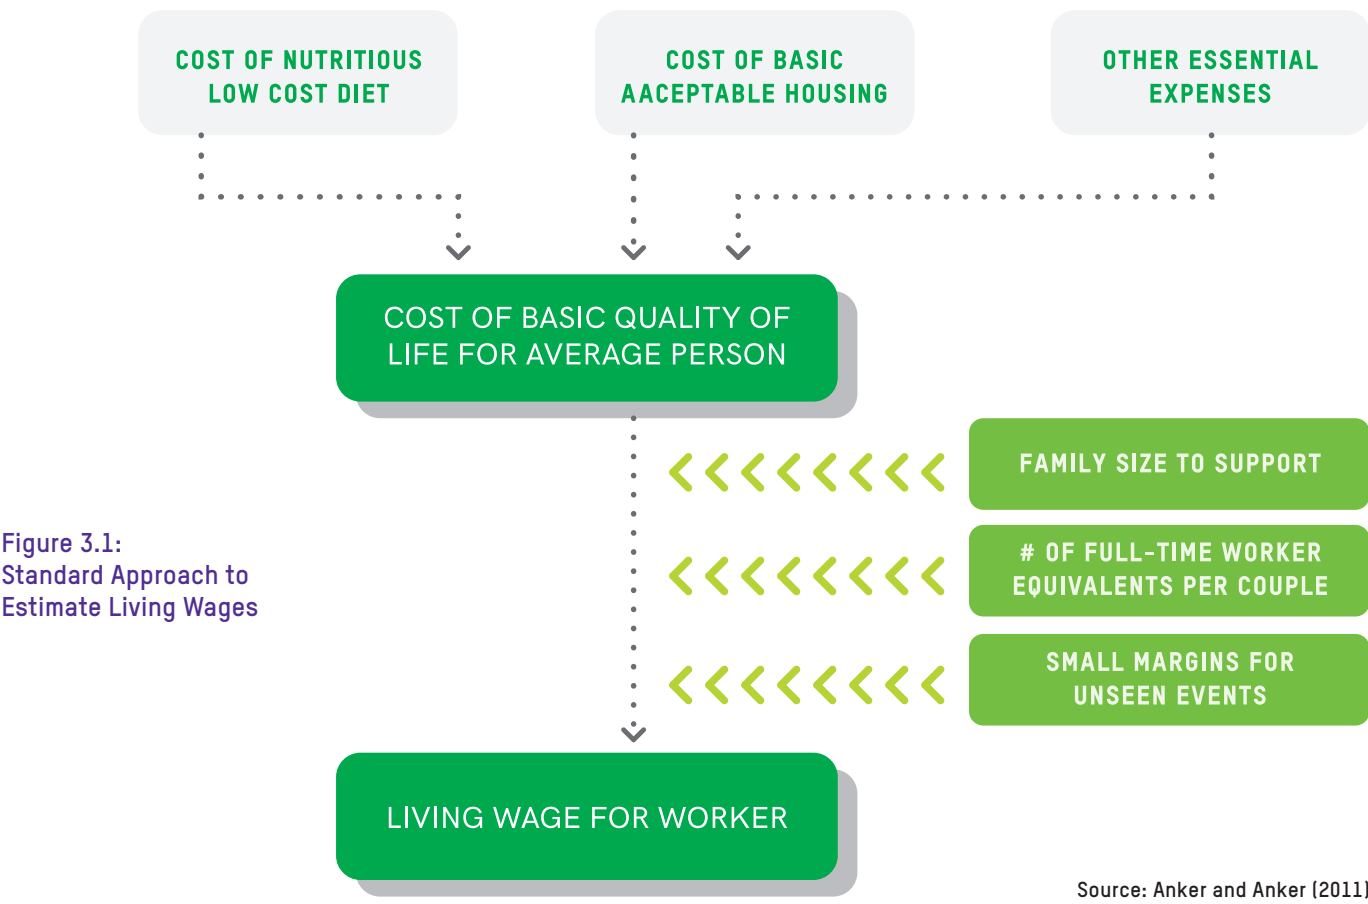 COST OF NUTRITIOUS
LOW COST DIET
COST OF BASIC
AACEPTABLE HOUSING
OTHER ESSENTIAL
EXPENSES
COST OF BASIC QUALITY OF
LIFE FOR AVERAGE PERSON
FAMILY SIZE TO SUPPORT
# OF FULL-TIME WORKER
EQUIVALENTS PER COUPLE
SMALL MARGINS FOR
UNSEEN EVENTS
Figure 3.1:
Standard Approach to
Estimate Living Wages
LIVING WAGE FOR WORKER
Source: Anker and Anker (2011)